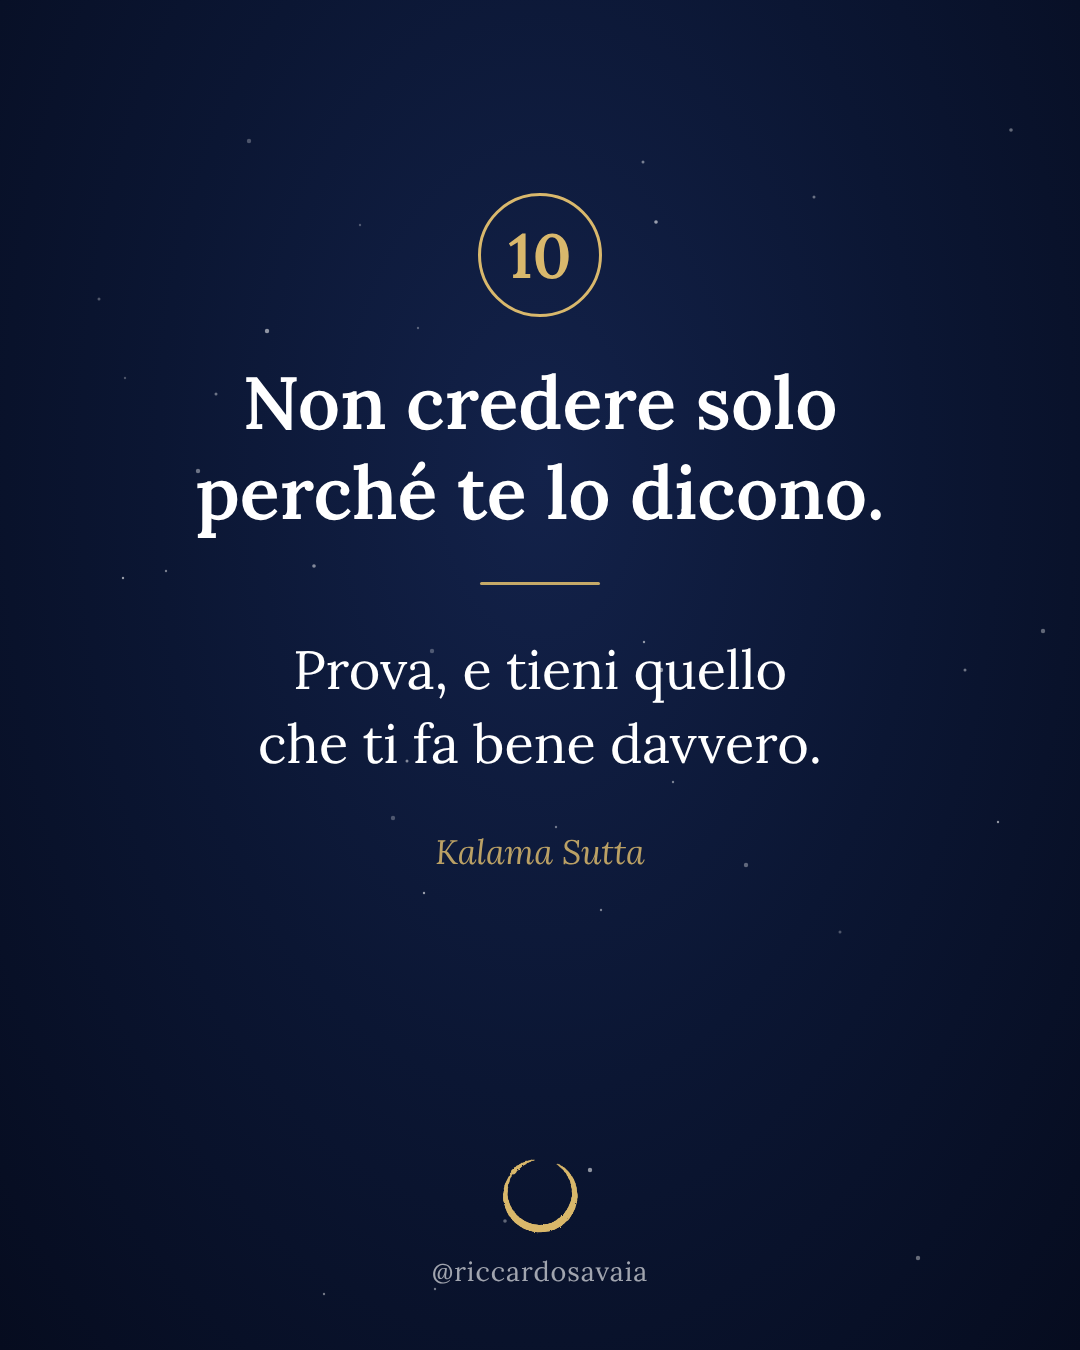 10
Non credere solo
perché te lo dicono.
Prova, e tieni quello
che ti fa bene davvero.
Kalama Sutta
@riccardosavaia